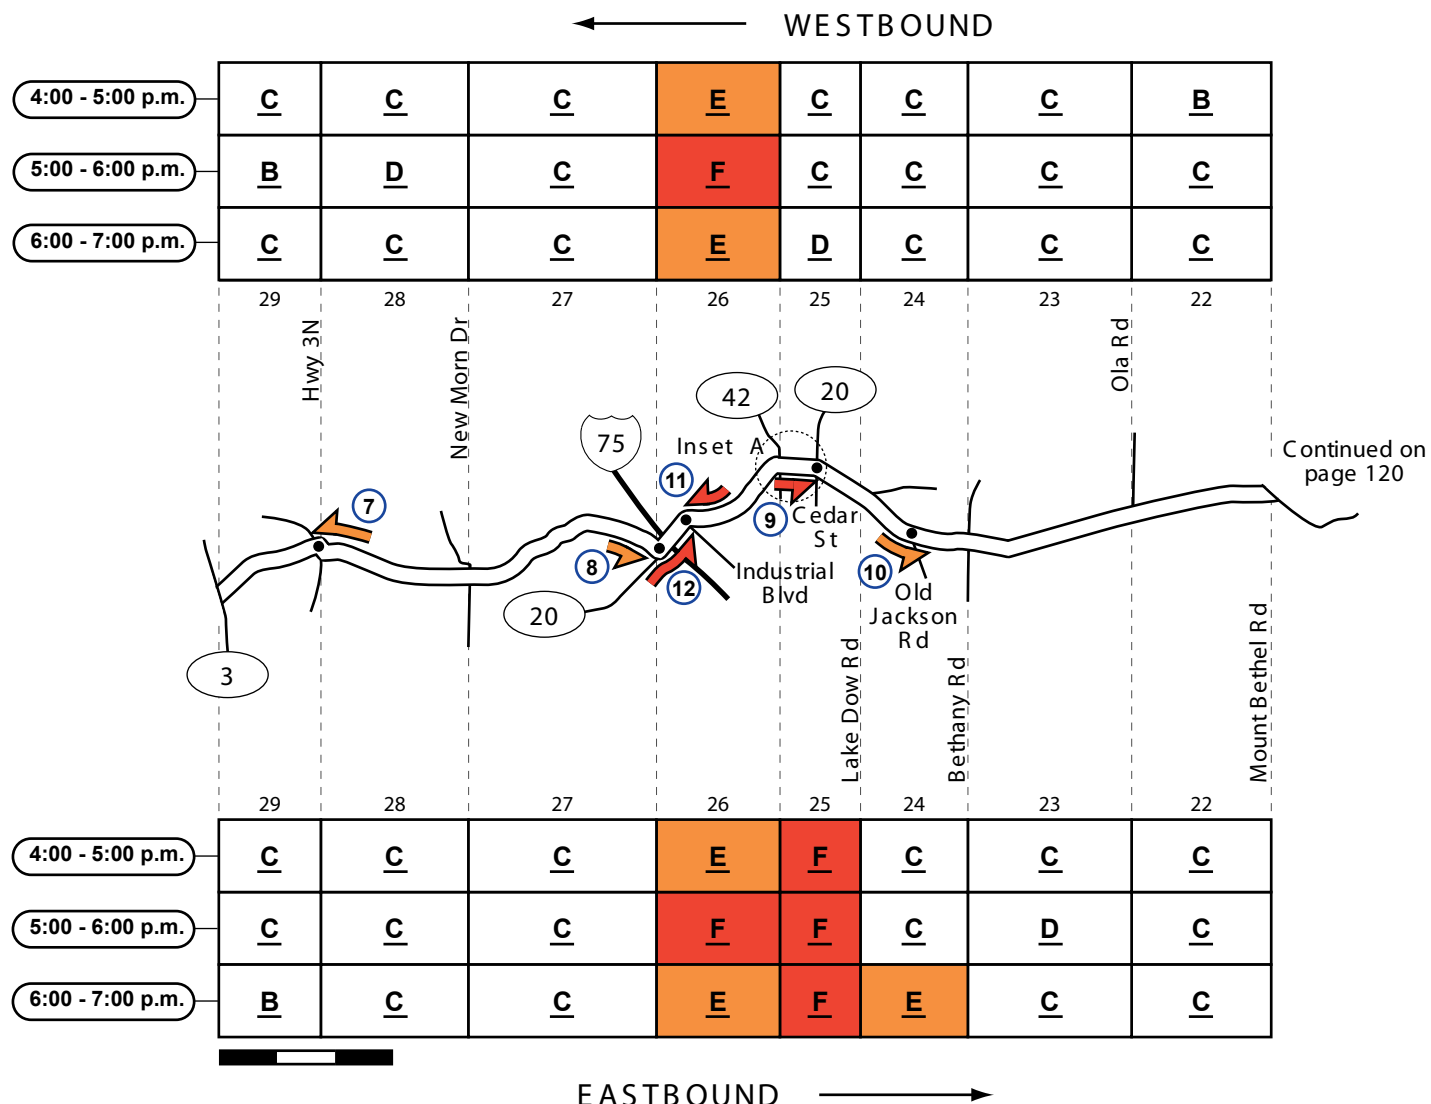 WESTBOUND
4:00 - 5:00 p.m. C C C E C C C B
5:00 - 6:00 p.m. B D C F C C C C
6:00 - 7:00 p.m. C C C E D C C C
29 28 27 26 25 24 23 22
Hwy 3N
New Morn Dr
Ola Rd
42
20
75
Inset A
Continued on
page 120
7
11
9
Cedar
St
8
12
Industrial
Blvd
10
Old
Jackson
Rd
20
3
Lake Dow Rd
Bethany Rd
Mount Bethel Rd
29 28 27 26 25 24 23 22
4:00 - 5:00 p.m. C C C E F C C C
5:00 - 6:00 p.m. C C C F F C D C
6:00 - 7:00 p.m. B C C E F E C C
EASTBOUND